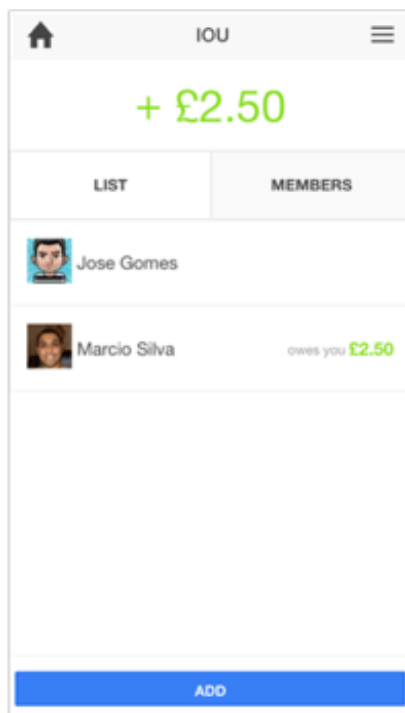 IOU
+ £2.50
LIST MEMBERS
Jose Gomes
Marcio Silva owes you £2.50
ADD